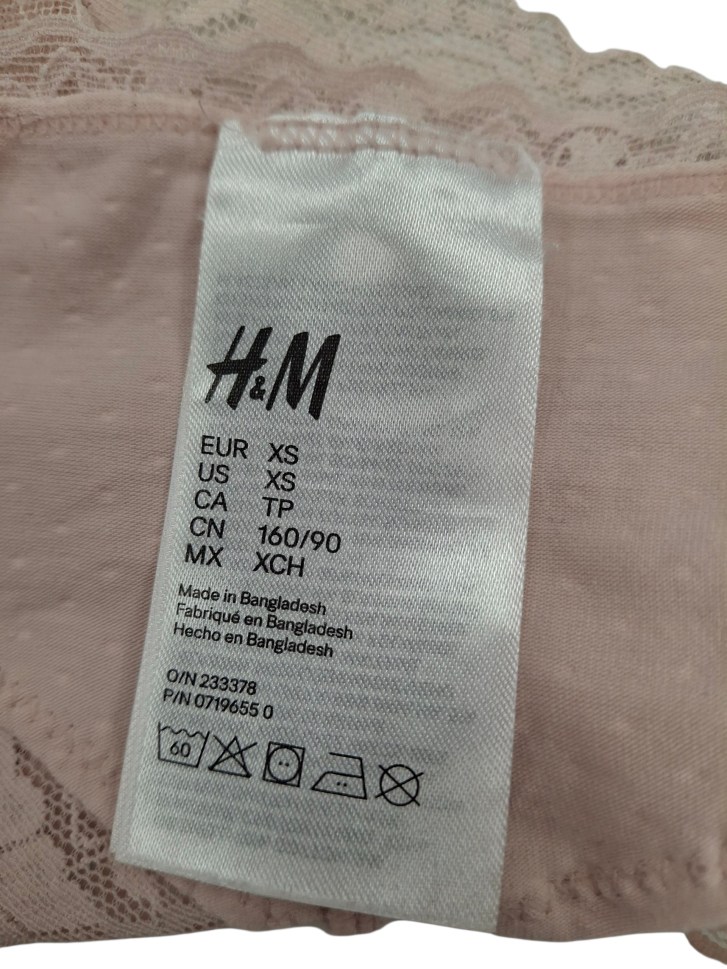 H&M
EUR XS
US XS
CA TP
CN 160/90
MX XCH
Made in Bangladesh
Fabriqué en Bangladesh
Hecho en Bangladesh
O/N 233378
P/N 0719655 0
60